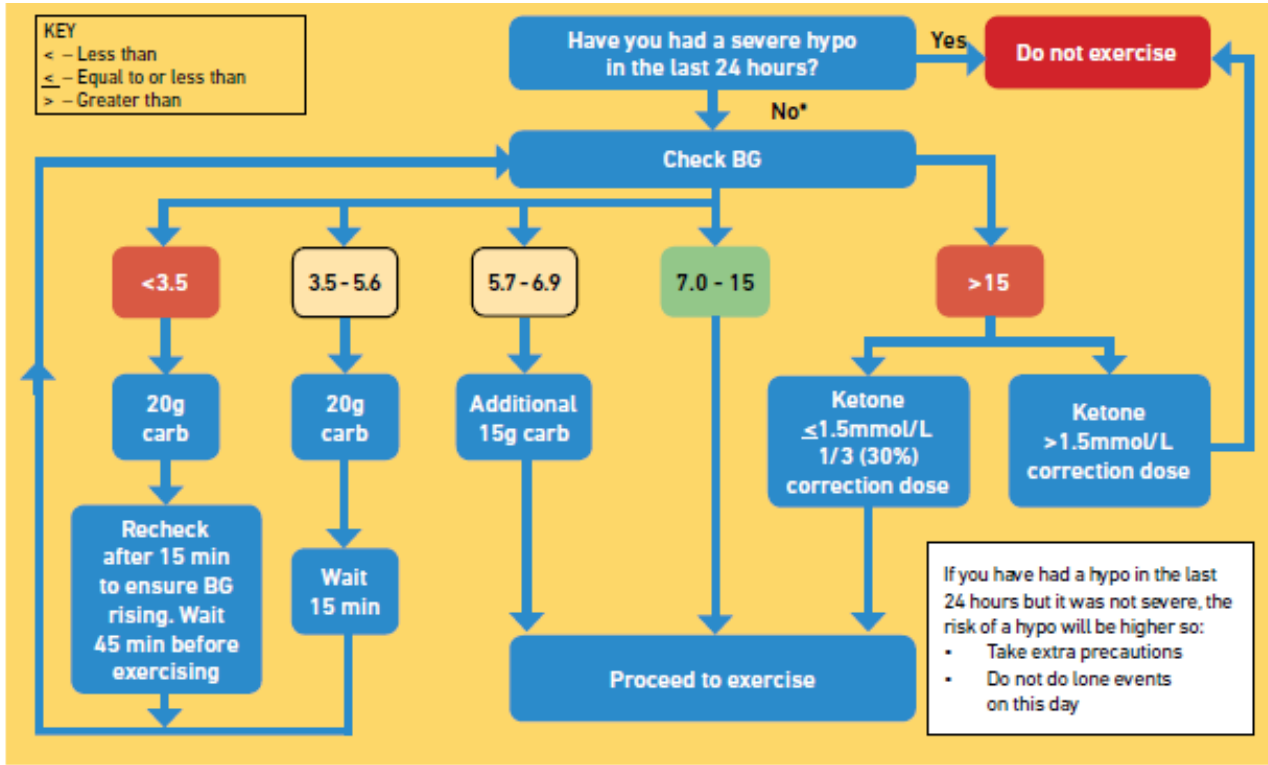 KEY
< – Less than
≤ – Equal to or less than
> – Greater than
Have you had a severe hypo
in the last 24 hours?
Yes
Do not exercise
No*
Check BG
<3.5
3.5 - 5.6
5.7 - 6.9
7.0 - 15
>15
20g
carb
20g
carb
Additional
15g carb
Ketone
≤1.5mmol/L
1/3 (30%)
correction dose
Ketone
>1.5mmol/L
correction dose
Recheck
after 15 min
to ensure BG
rising. Wait
45 min before
exercising
Wait
15 min
Proceed to exercise
If you have had a hypo in the last
24 hours but it was not severe, the
risk of a hypo will be higher so:
• Take extra precautions
• Do not do lone events
on this day